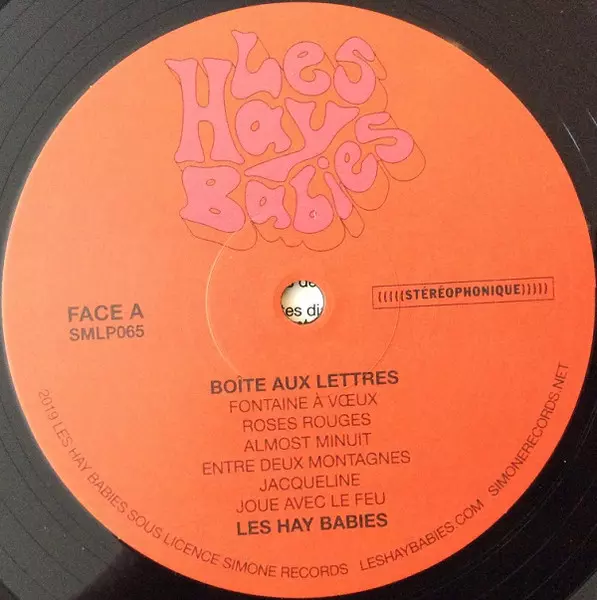 Les
Hay
Babies
FACE A
SMLP065
(((((STÉRÉOPHONIQUE)))))
es di
BOÎTE AUX LETTRES
FONTAINE À VŒUX
ROSES ROUGES
ALMOST MINUIT
ENTRE DEUX MONTAGNES
JACQUELINE
JOUE AVEC LE FEU
LES HAY BABIES
2019 LES HAY BABIES SOUS LICENCE SIMONE RECORDS LESHAYBABIES.COM SIMONERECORDS.NET